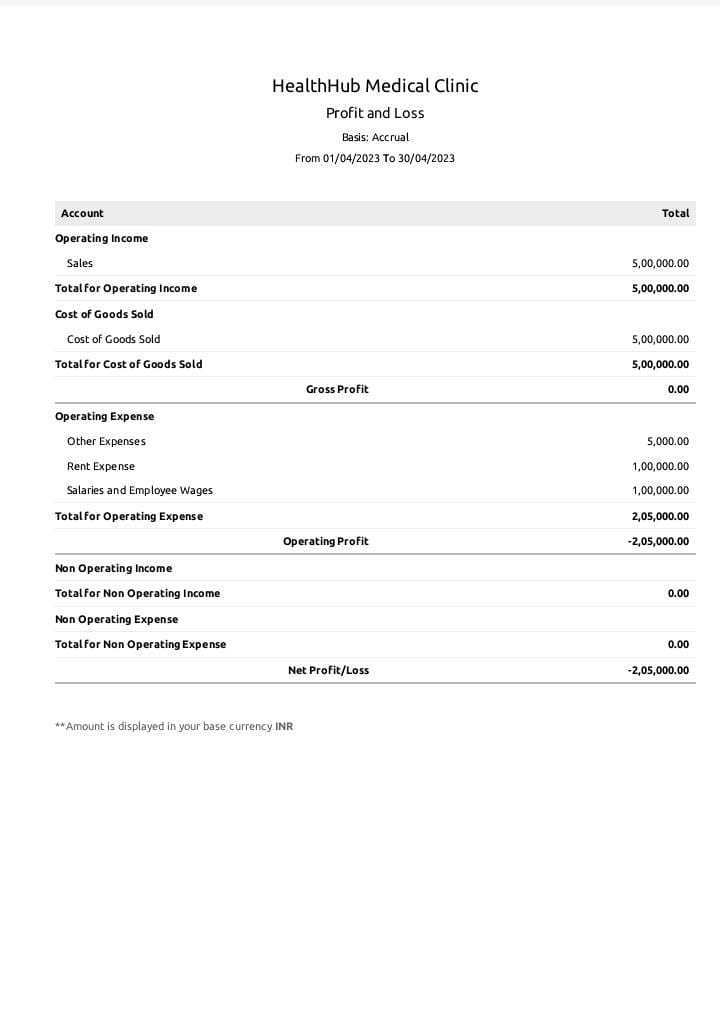 HealthHub Medical Clinic
Profit and Loss
Basis: Accrual
From 01/04/2023 To 30/04/2023
Account Total
Operating Income
Sales 5,00,000.00
Total for Operating Income 5,00,000.00
Cost of Goods Sold
Cost of Goods Sold 5,00,000.00
Total for Cost of Goods Sold 5,00,000.00
Gross Profit 0.00
Operating Expense
Other Expenses 5,000.00
Rent Expense 1,00,000.00
Salaries and Employee Wages 1,00,000.00
Total for Operating Expense 2,05,000.00
Operating Profit -2,05,000.00
Non Operating Income
Total for Non Operating Income 0.00
Non Operating Expense
Total for Non Operating Expense 0.00
Net Profit/Loss -2,05,000.00
**Amount is displayed in your base currency INR